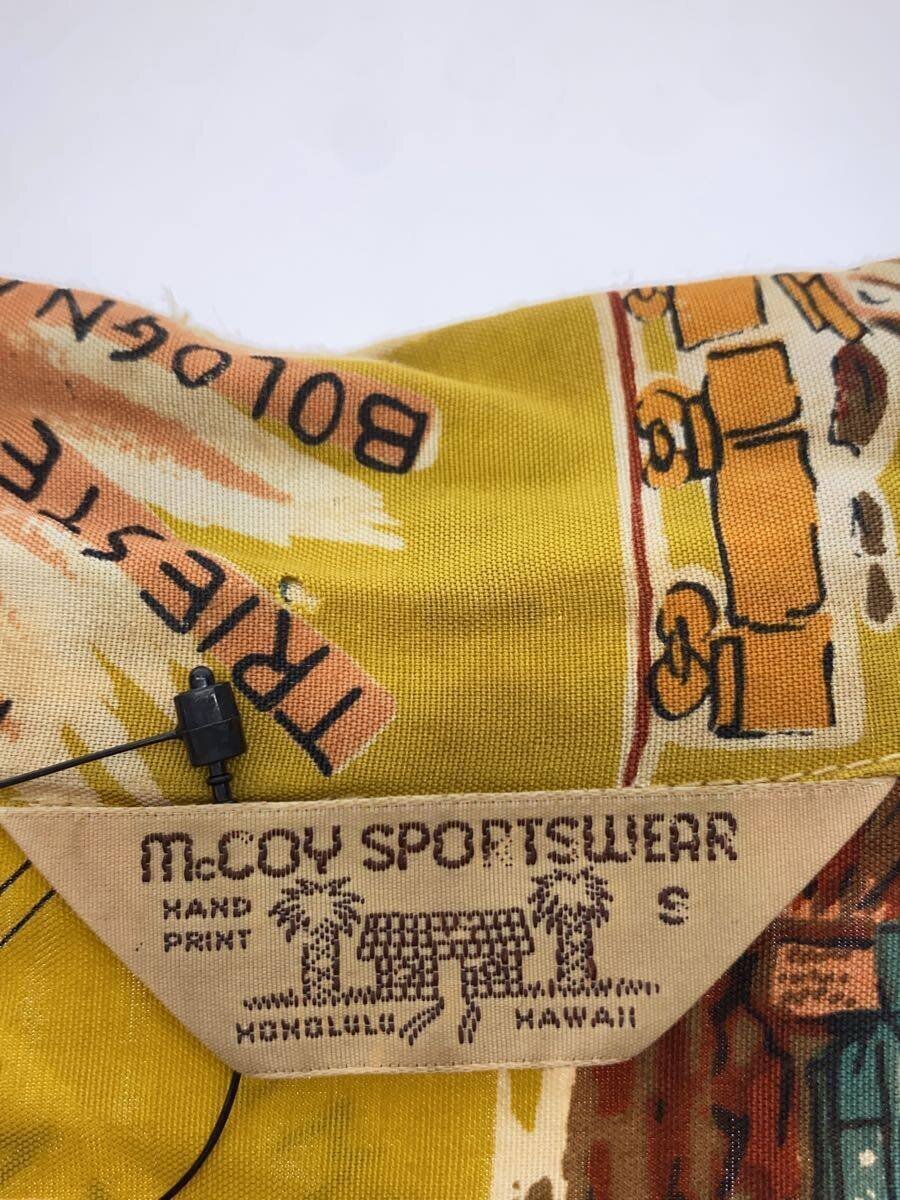 BOLOGN
TRIESTE
McCOY SPORTSWEAR
HAND
PRINT
S
HONOLULU HAWAII